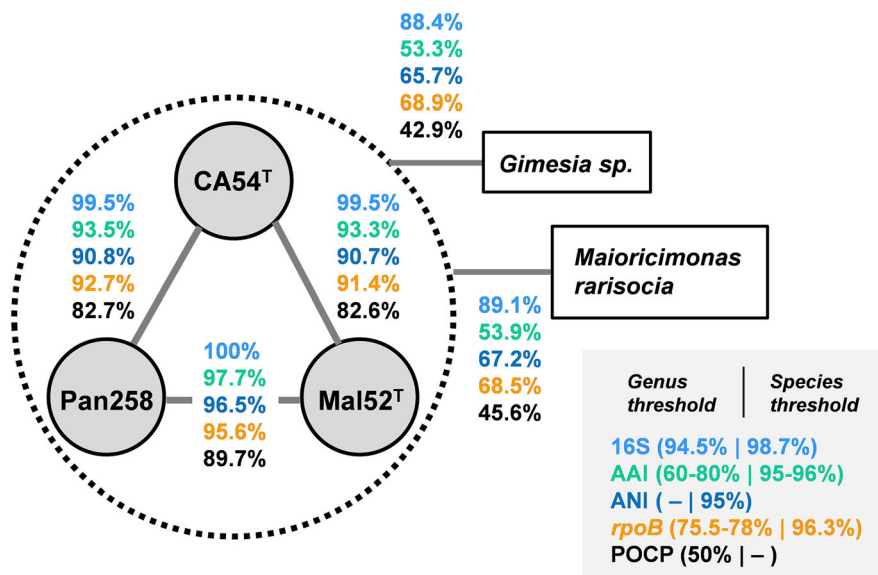 88.4%
53.3%
65.7%
68.9%
42.9%
Gimesia sp.
CA54ᵀ
99.5%
93.5%
90.8%
92.7%
82.7%
99.5%
93.3%
90.7%
91.4%
82.6%
Maioricimonas
rarisocia
89.1%
53.9%
67.2%
68.5%
45.6%
Pan258
100%
97.7%
96.5%
95.6%
89.7%
Mal52ᵀ
Genus | Species
threshold threshold
16S (94.5% | 98.7%)
AAI (60-80% | 95-96%)
ANI ( – | 95%)
rpoB (75.5-78% | 96.3%)
POCP (50% | – )